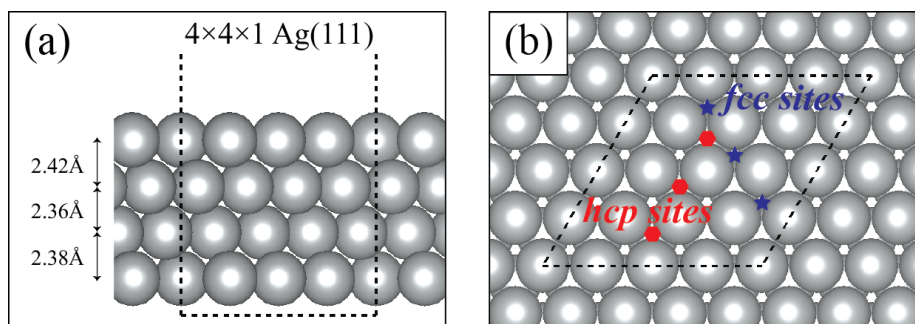 (a)
4×4×1 Ag(111)
2.42Å
2.36Å
2.38Å
(b)
fcc sites
hcp sites